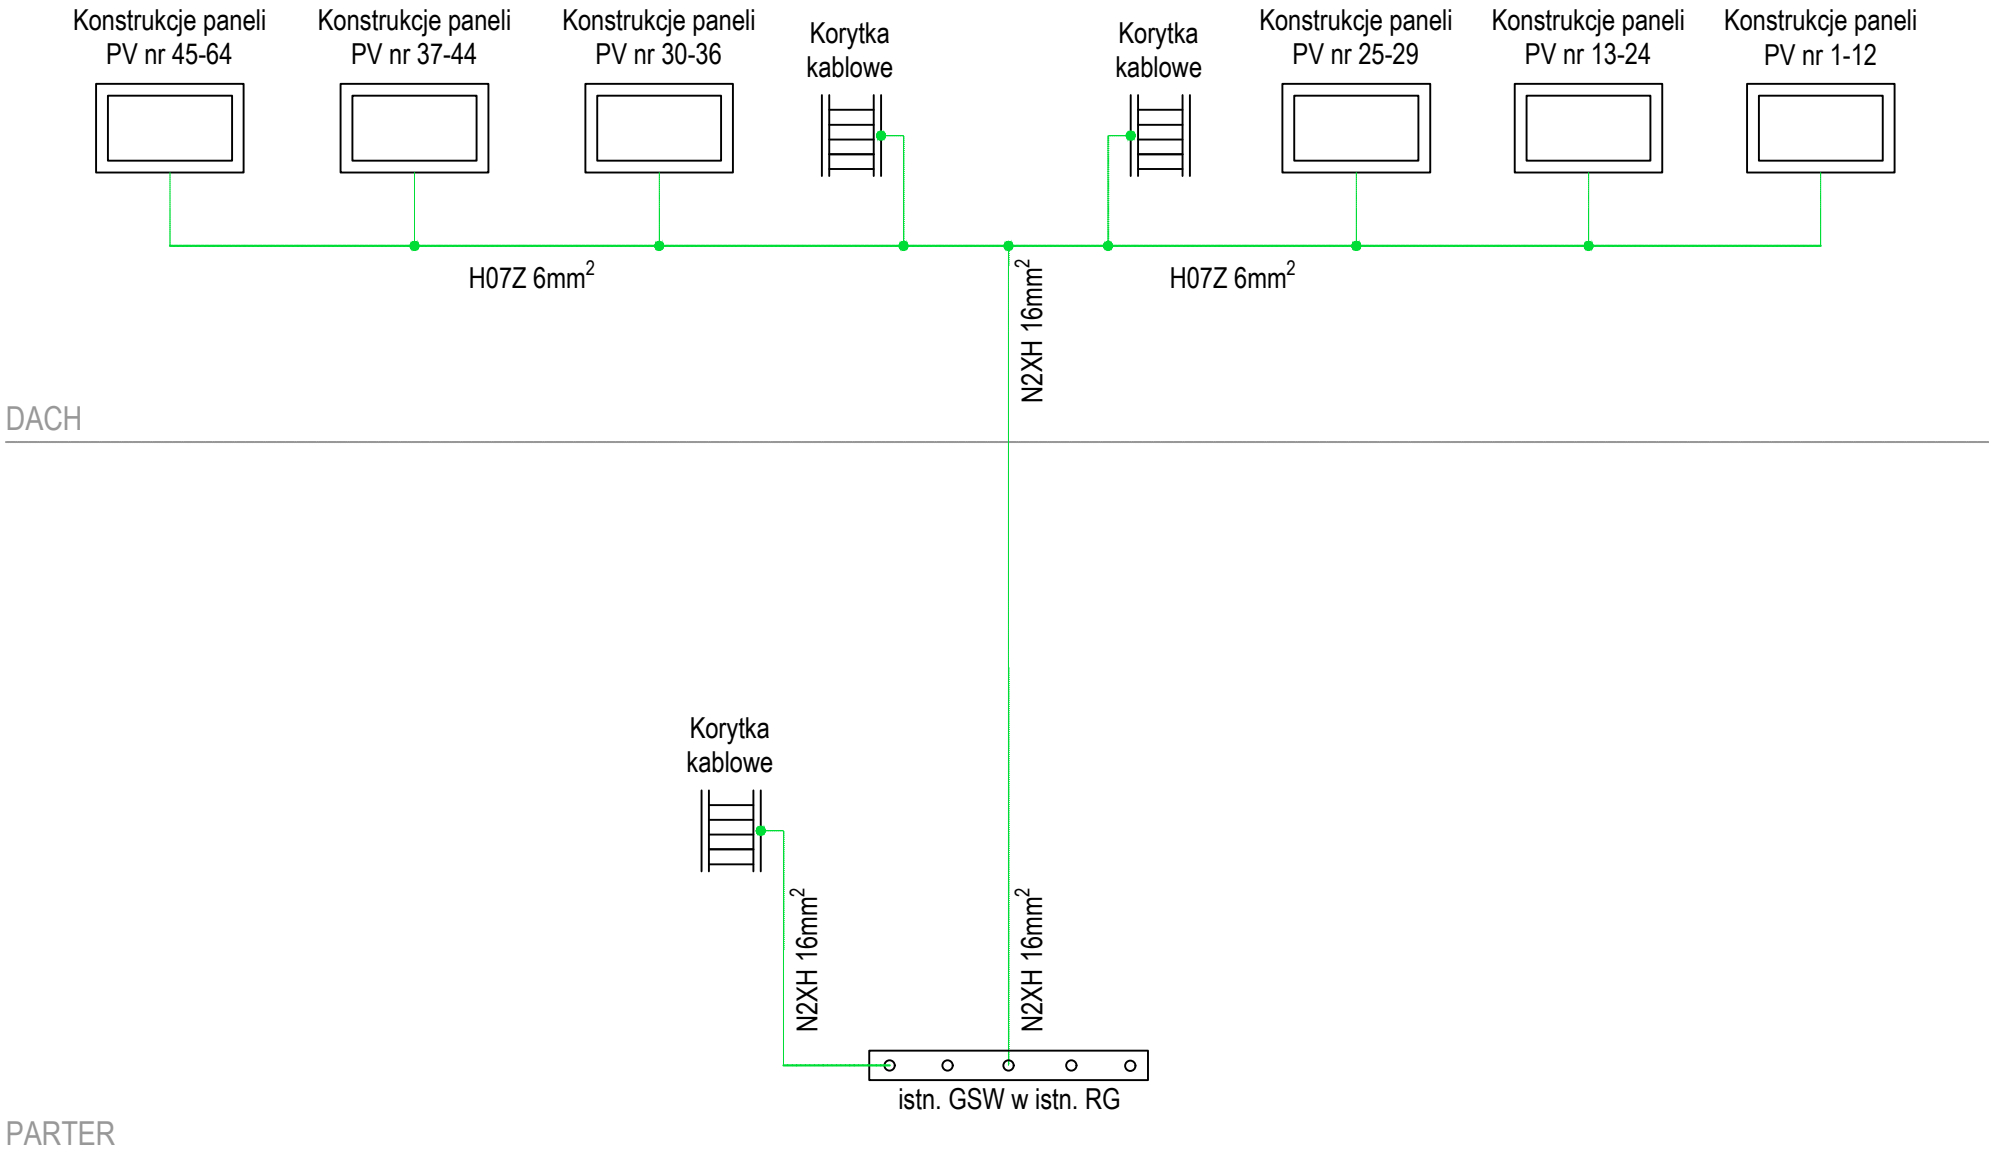 Konstrukcje paneli
PV nr 45-64
Konstrukcje paneli
PV nr 37-44
Konstrukcje paneli
PV nr 30-36
Korytka
kablowe
Korytka
kablowe
Konstrukcje paneli
PV nr 25-29
Konstrukcje paneli
PV nr 13-24
Konstrukcje paneli
PV nr 1-12
H07Z 6mm²
H07Z 6mm²
N2XH 16mm²
DACH
Korytka
kablowe
N2XH 16mm²
N2XH 16mm²
istn. GSW w istn. RG
PARTER